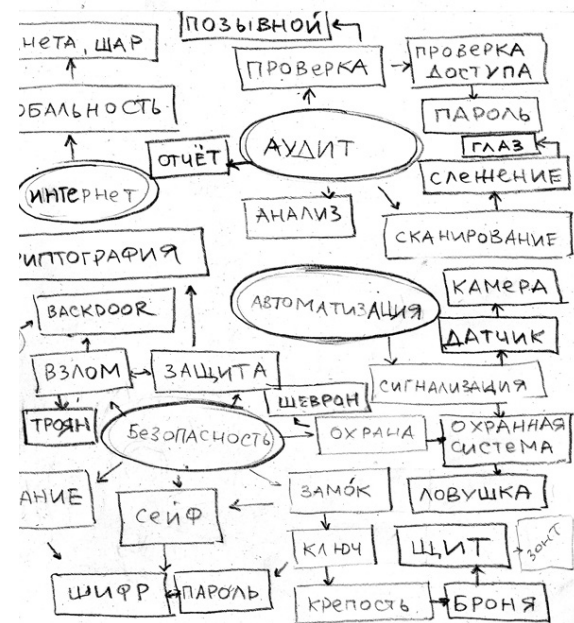 ПОЗЫВНОЙ
НЕТА, ШАР
ПРОВЕРКА
ПРОВЕРКА
ДОСТУПА
ОБАЛЬНОСТЬ
ПАРОЛЬ
АУДИТ
ГЛАЗ
ОТЧЁТ
СЛЕЖЕНИЕ
ИНТЕРНЕТ
АНАЛИЗ
СКАНИРОВАНИЕ
РИПТОГРАФИЯ
КАМЕРА
АВТОМАТИЗАЦИЯ
BACKDOOR
ДАТЧИК
ВЗЛОМ
ЗАЩИТА
СИГНАЛИЗАЦИЯ
ШЕВРОН
ТРОЯН
БЕЗОПАСНОСТЬ
ОХРАНА
ОХРАННАЯ
СИСТЕМА
АНИЕ
СЕЙФ
ЗАМОК
ЛОВУШКА
КЛЮЧ
ЩИТ
ЗОНТ
ШИФР
ПАРОЛЬ
КРЕПОСТЬ
БРОНЯ